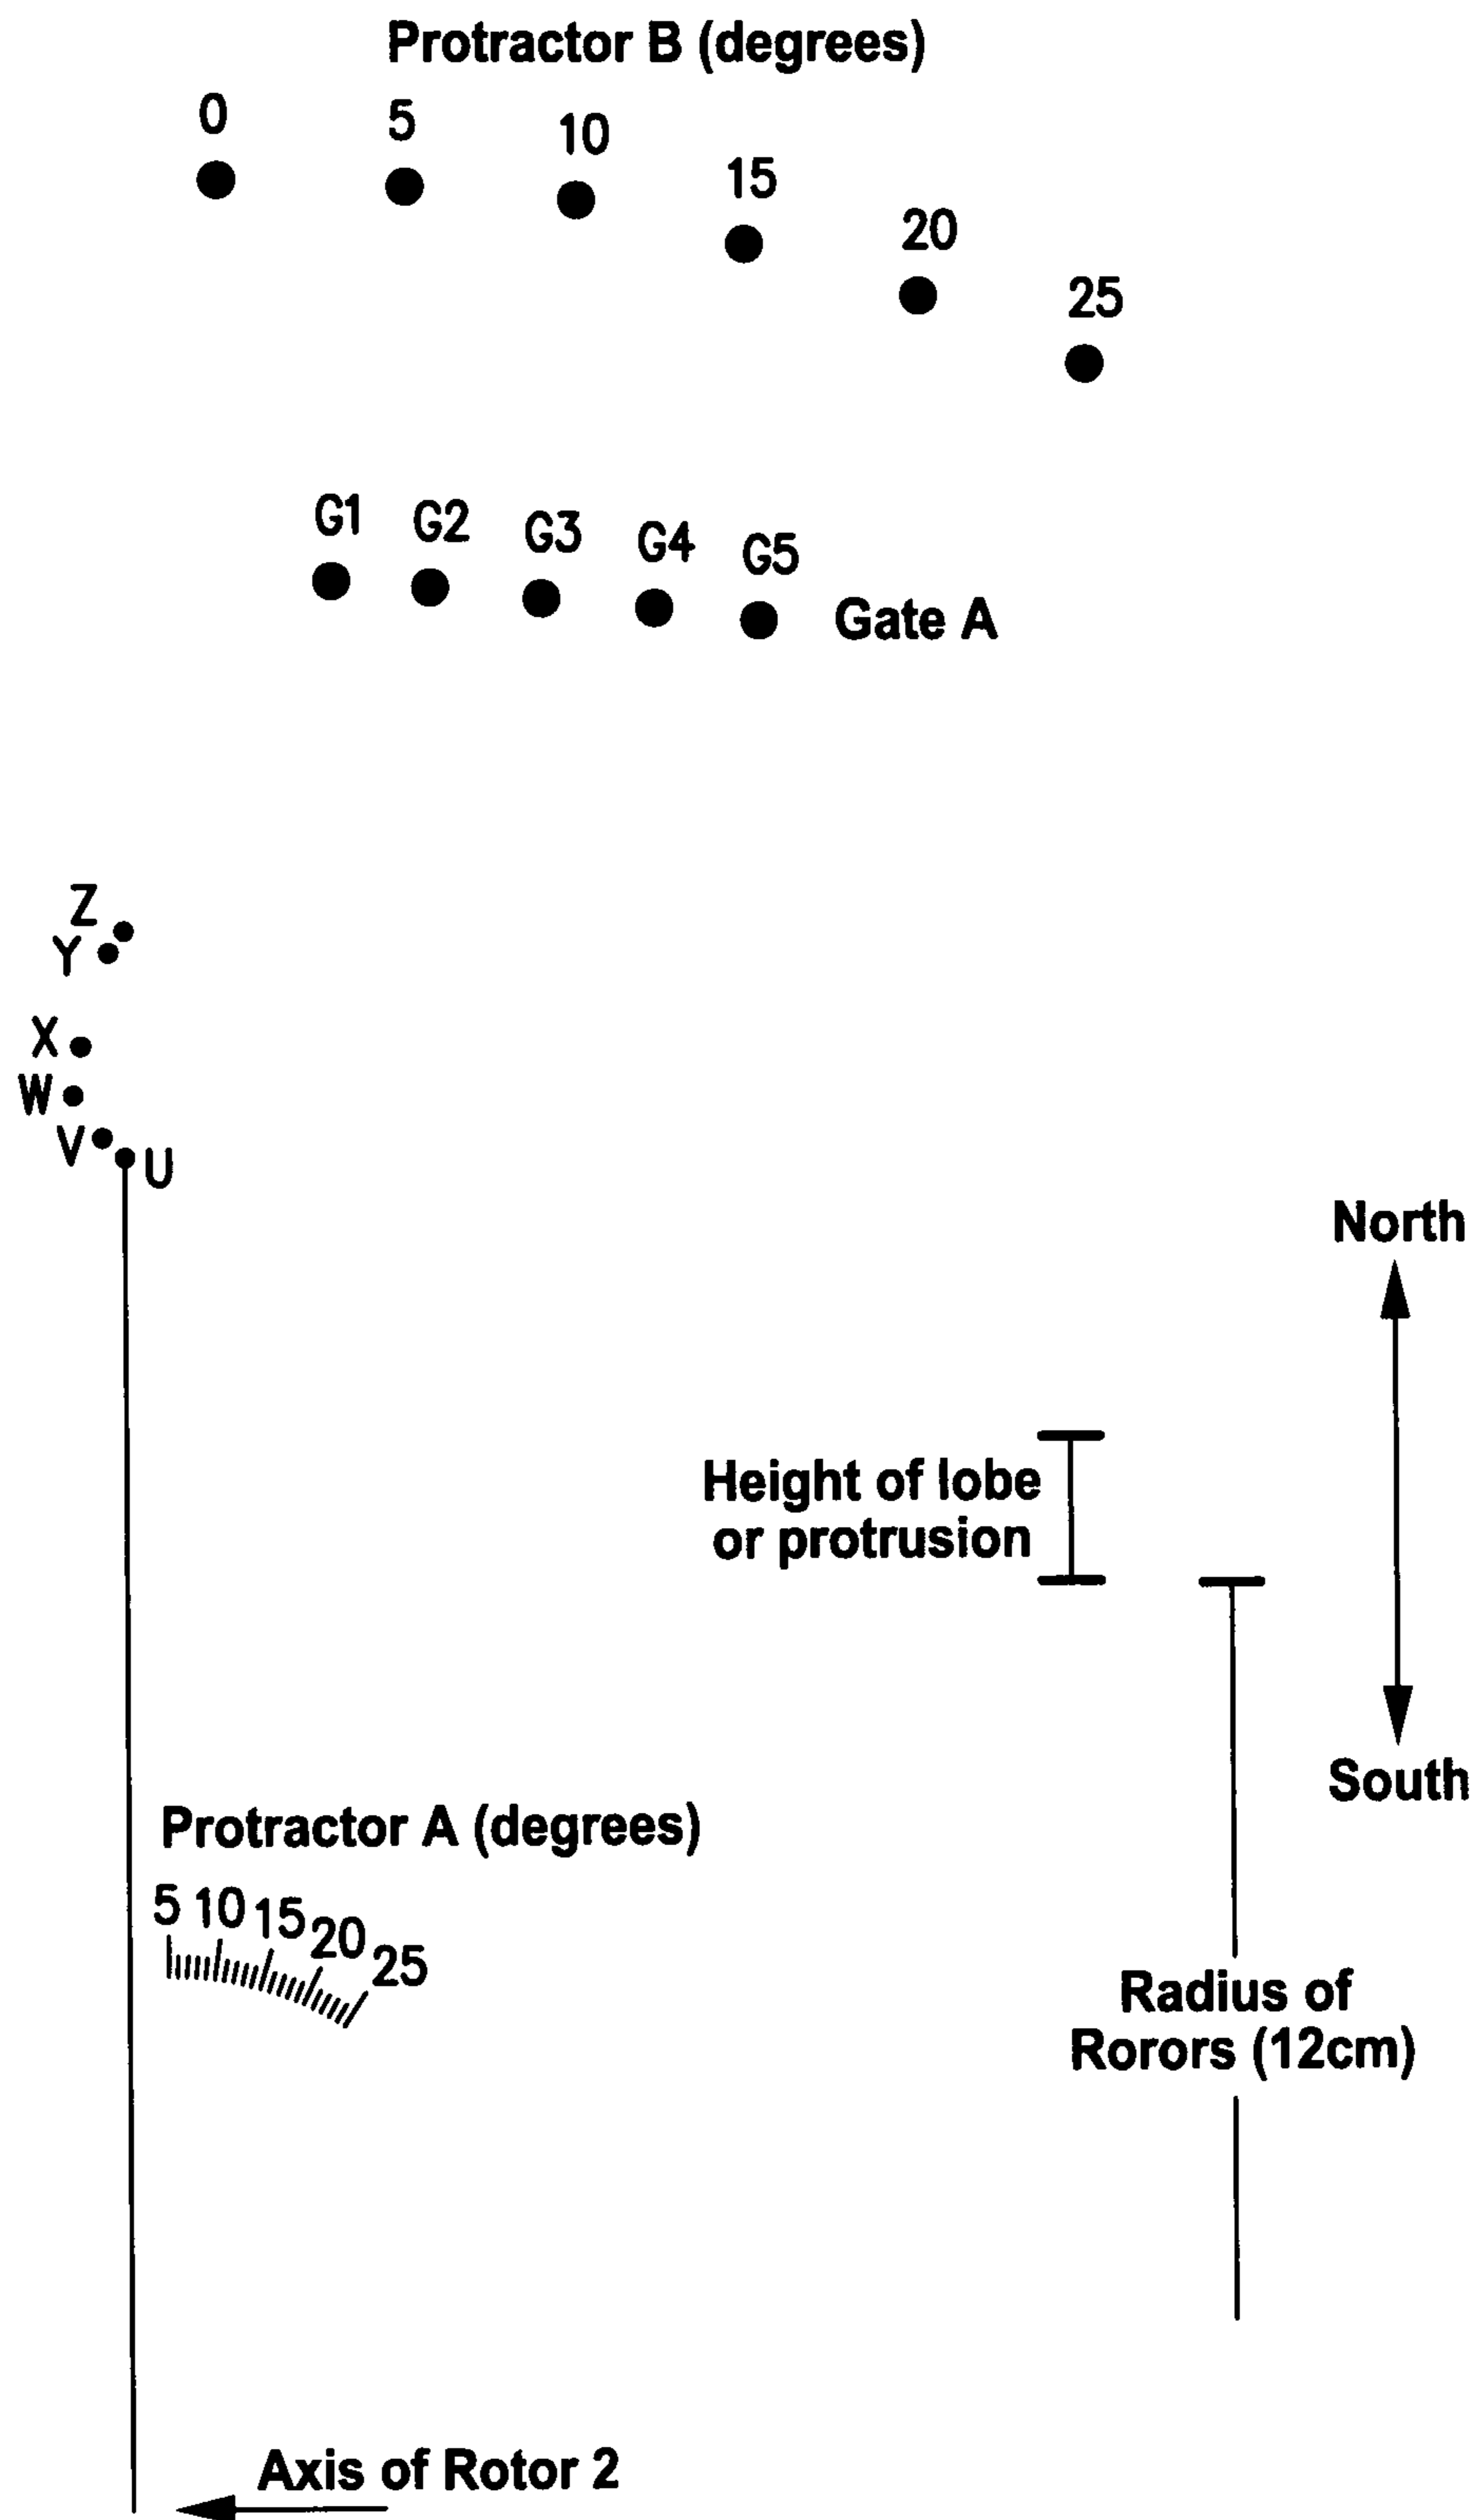 Protractor B (degrees)
0
5
10
15
20
25
G1
G2
G3
G4
G5
Gate A
Z
Y
X
W
V
U
North
Height of lobe
or protrusion
South
Protractor A (degrees)
5 10 15 20 25
Radius of
Rorors (12cm)
Axis of Rotor 2